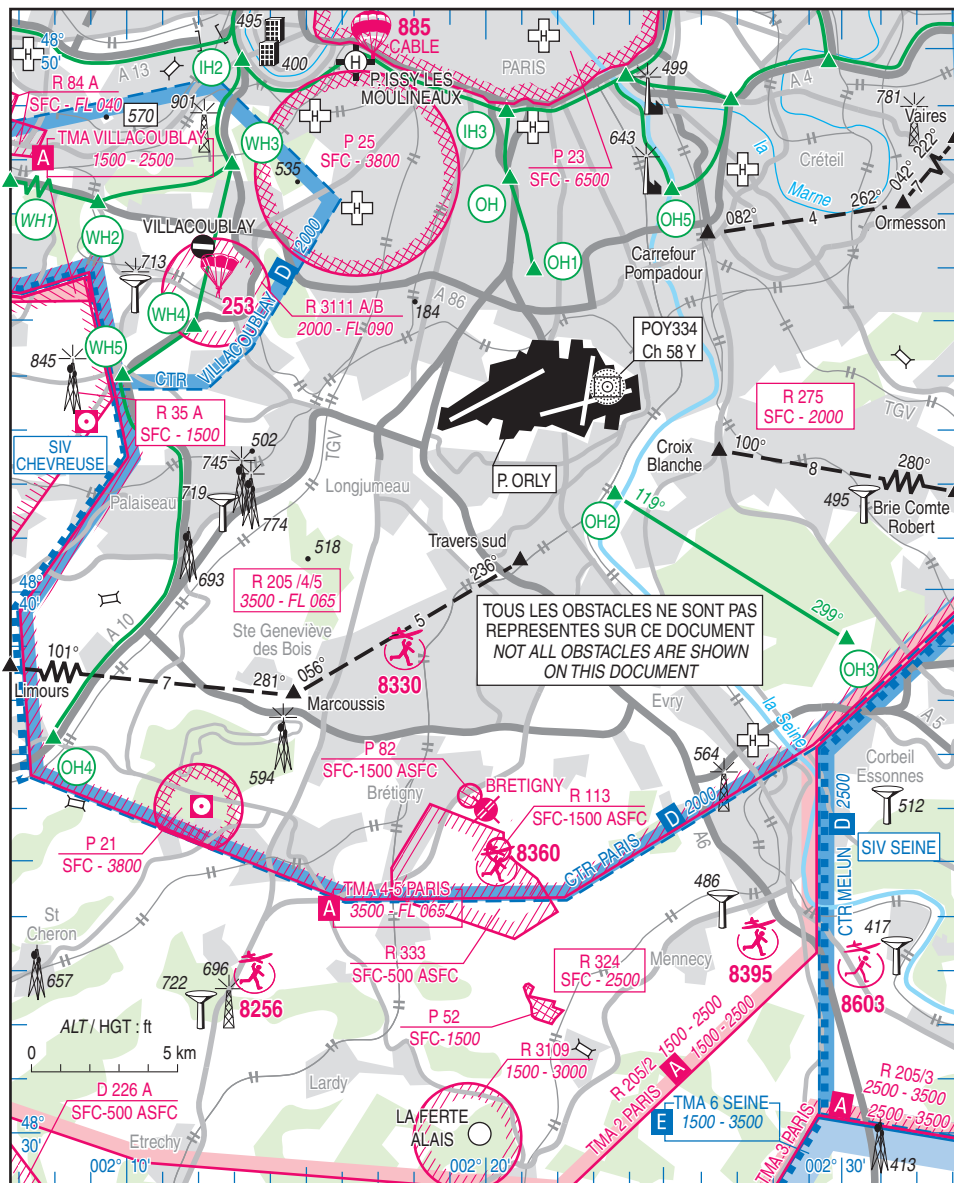 48°
50'
495
400
885
CABLE
PARIS
A 13
IH2
P. ISSY LES
MOULINEAUX
499
A 4
R 84 A
SFC - FL 040
570
901
781
Vaires
TMA VILLACOUBLAY
1500 - 2500
A
WH3
535
P 25
SFC - 3800
IH3
P 23
SFC - 6500
643
la
Marne
Créteil
042°
222°
7
WH1
WH2
OH
OH5
082°
4
262°
Ormesson
VILLACOUBLAY
2000
D
OH1
Carrefour
Pompadour
713
WH4
253
R 3111 A/B
2000 - FL 090
A 86
184
845
WH5
CTR VILLACOUBLAY
POY334
Ch 58 Y
R 35 A
SFC - 1500
R 275
SFC - 2000
TGV
SIV
CHEVREUSE
502
745
TGV
Longjumeau
P. ORLY
Croix
Blanche
100°
8
280°
Palaiseau
719
774
495
Brie Comte
Robert
OH2
119°
Travers sud
236°
518
693
48°
40'
R 205 /4/5
3500 - FL 065
TOUS LES OBSTACLES NE SONT PAS
REPRESENTES SUR CE DOCUMENT
NOT ALL OBSTACLES ARE SHOWN
ON THIS DOCUMENT
299°
OH3
A 10
Ste Geneviève
des Bois
5
8330
101°
Limours
7
281°
056°
Marcoussis
Evry
la Seine
A 5
OH4
594
P 82
SFC-1500 ASFC
Brétigny
BRETIGNY
R 113
SFC-1500 ASFC
564
Corbeil
Essonnes
2500
D
512
P 21
SFC - 3800
8360
D 2000
CTR PARIS
A6
SIV SEINE
CTR MELUN
TMA 4-5 PARIS
3500 - FL 065
A
486
417
St
Cheron
R 333
SFC-500 ASFC
R 324
SFC - 2500
Mennecy
8395
8603
657
722
696
8256
P 52
SFC-1500
ALT / HGT : ft
0
5 km
R 3109
1500 - 3000
R 205/2 1500 - 2500
TMA 2 PARIS A 1500 - 2500
Lardy
D 226 A
SFC-500 ASFC
LA FERTE
ALAIS
TMA 6 SEINE
1500 - 3500
E
R 205/3
2500 - 3500
A
2500 - 3500
TMA 3 PARIS
48°
30'
Etrechy
002° 10'
002° 20'
002° 30'
413